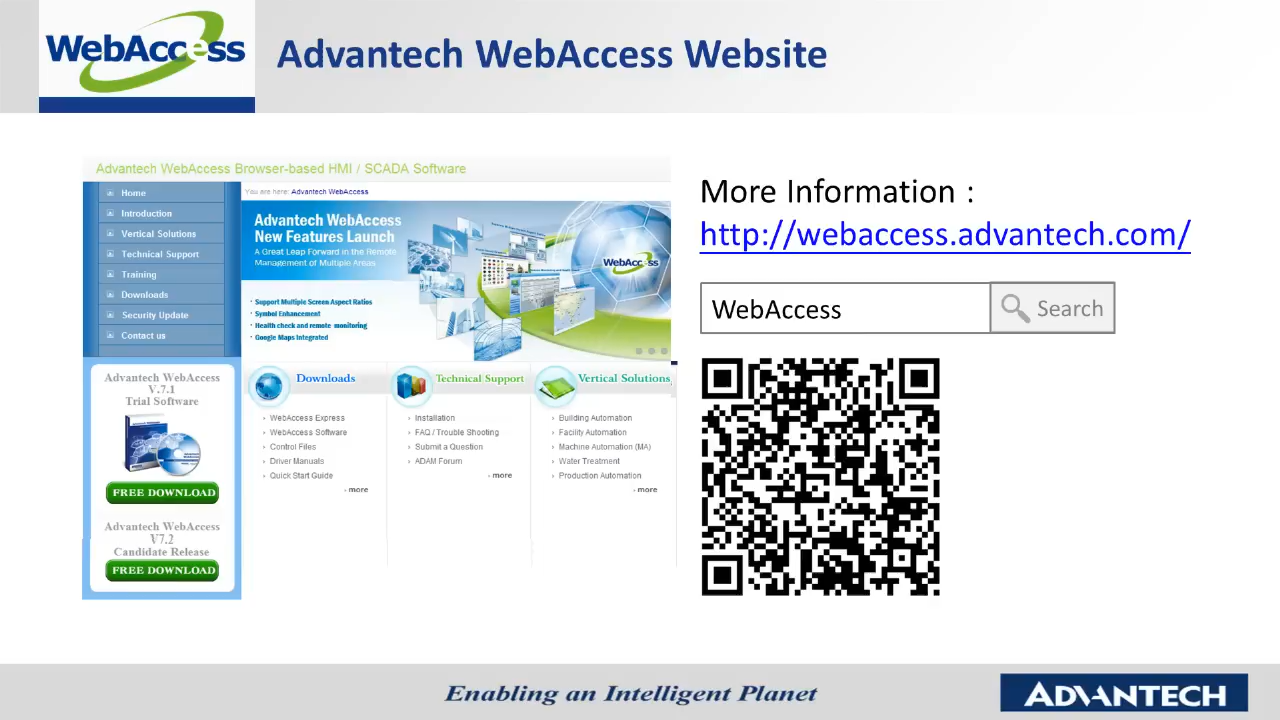 WebAccess
Advantech WebAccess Website
Advantech WebAccess Browser-based HMI / SCADA Software
Home
Introduction
Vertical Solutions
Technical Support
Training
Downloads
Security Update
Contact us
You are here: Advantech WebAccess
Advantech WebAccess
New Features Launch
A Great Leap Forward in the Remote
Management of Multiple Areas
· Support Multiple Screen Aspect Ratios
· Symbol Enhancement
· Health check and remote monitoring
· Google Maps Integrated
WebAccess
Advantech WebAccess
V.7.1
Trial Software
FREE DOWNLOAD
Advantech WebAccess
V7.2
Candidate Release
FREE DOWNLOAD
Downloads
WebAccess Express
WebAccess Software
Control Files
Driver Manuals
Quick Start Guide
more
Technical Support
Installation
FAQ / Trouble Shooting
Submit a Question
ADAM Forum
more
Vertical Solutions
Building Automation
Facility Automation
Machine Automation (MA)
Water Treatment
Production Automation
more
More Information :
http://webaccess.advantech.com/
WebAccess
Search
Enabling an Intelligent Planet
ADVANTECH